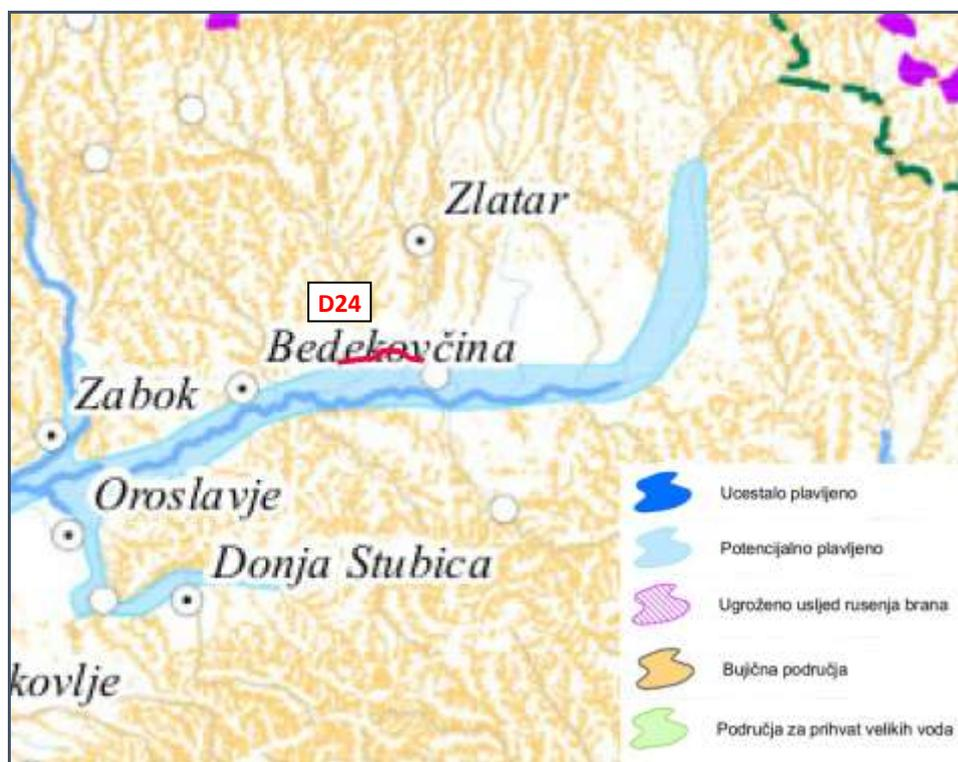 Zlatar
D24
Bedekovčina
Zabok
Oroslavje
Donja Stubica
kovlje
Ucestalo plavljeno
Potencijalno plavljeno
Ugroženo usljed rusenja brana
Bujična područja
Područja za prihvat velikih voda